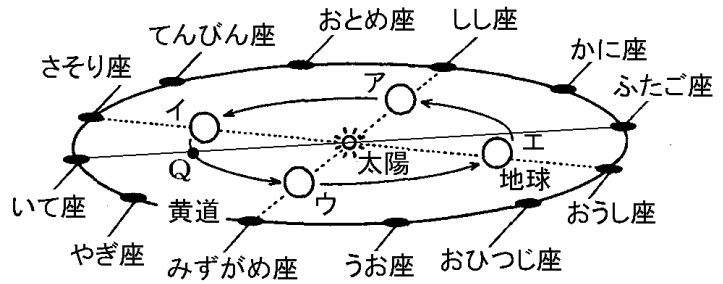 おとめ座
しし座
てんびん座
かに座
さそり座
ふたご座
ア
イ
エ
太陽
Q
地球
ウ
いて座
黄道
おうし座
やぎ座
みずがめ座
うお座
おひつじ座